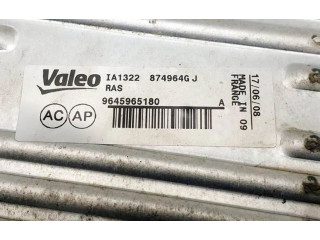 Valeo
IA1322 874964G J
RAS
9645965180 A
AC AP
17/06/08
MADE IN 09
FRANCE